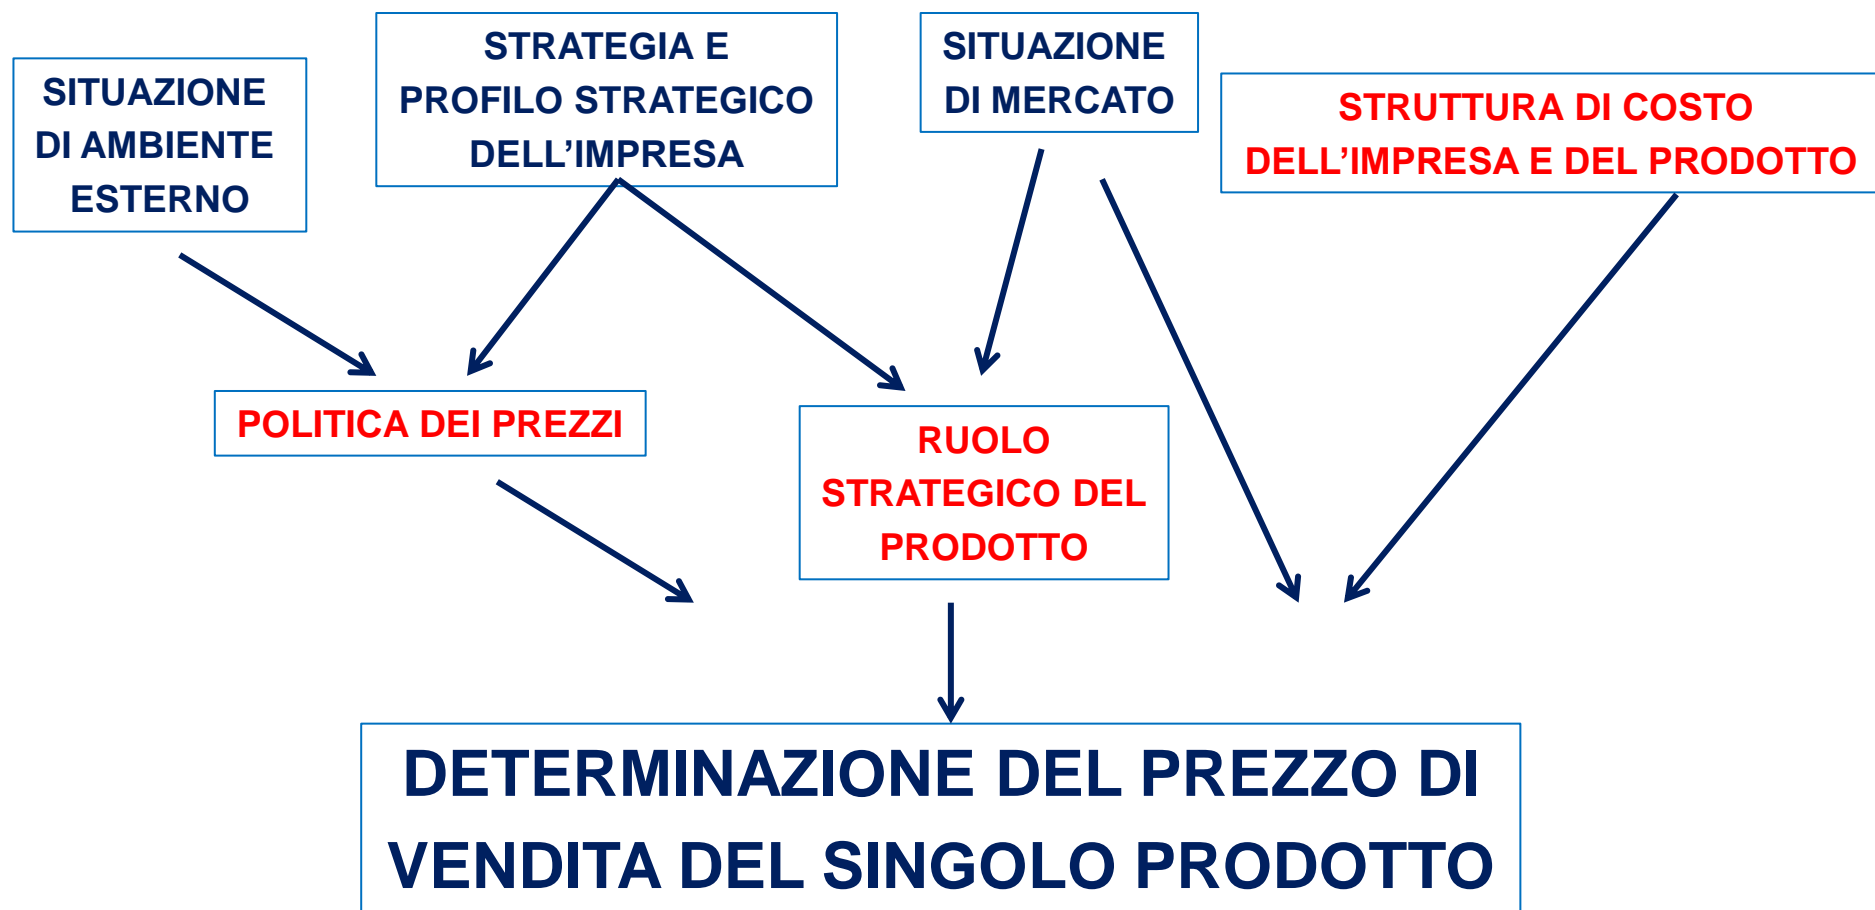 SITUAZIONE
DI AMBIENTE
ESTERNO
STRATEGIA E
PROFILO STRATEGICO
DELL’IMPRESA
SITUAZIONE
DI MERCATO
STRUTTURA DI COSTO
DELL’IMPRESA E DEL PRODOTTO
POLITICA DEI PREZZI
RUOLO
STRATEGICO DEL
PRODOTTO
DETERMINAZIONE DEL PREZZO DI
VENDITA DEL SINGOLO PRODOTTO